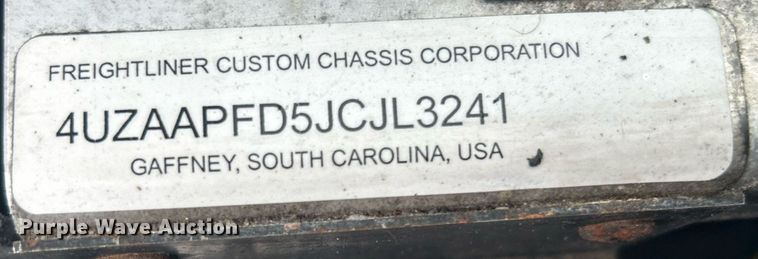 FREIGHTLINER CUSTOM CHASSIS CORPORATION
4UZAAPFD5JCJL3241
GAFFNEY, SOUTH CAROLINA, USA
Purple Wave Auction